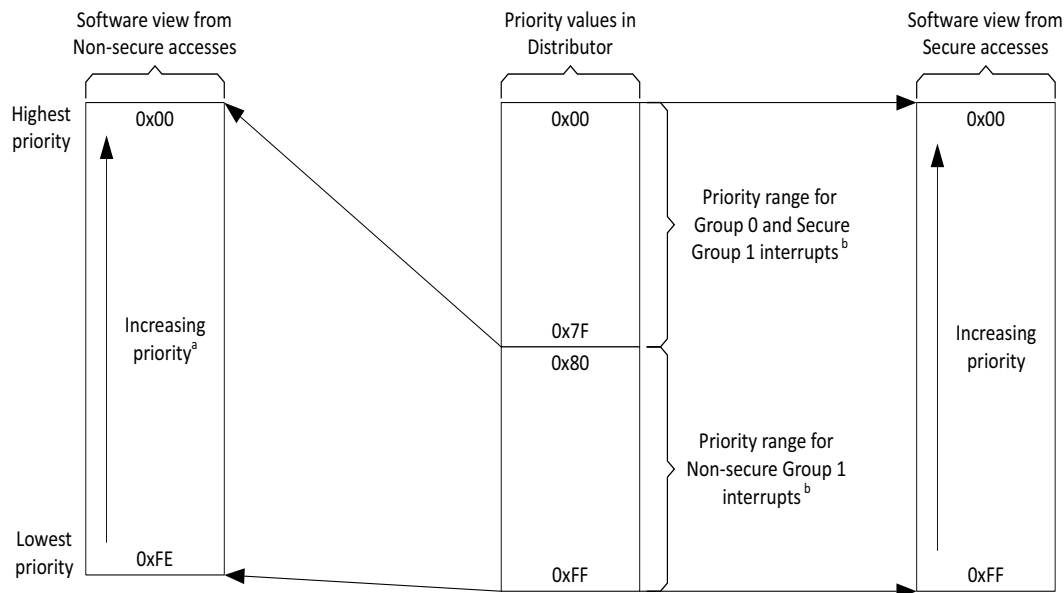 Software view from
Non-secure accesses
Priority values in
Distributor
Software view from
Secure accesses
Highest
priority
0x00
0x00
0x00
Priority range for
Group 0 and Secure
Group 1 interrupts b
Increasing
priority a
0x7F
0x80
Increasing
priority
Priority range for
Non-secure Group 1
interrupts b
Lowest
priority
0xFE
0xFF
0xFF